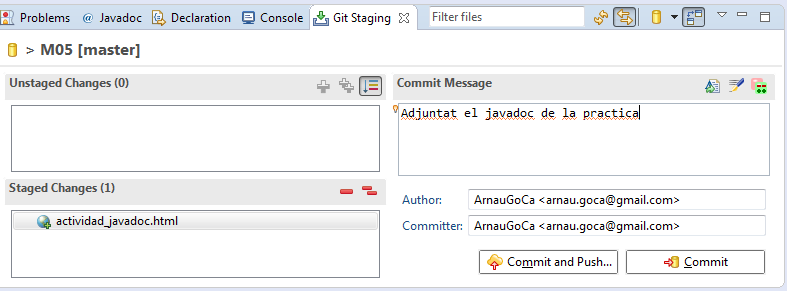 Problems @ Javadoc Declaration Console Git Staging Filter files
> M05 [master]
Unstaged Changes (0)
Commit Message
Adjuntat el javadoc de la practica
Staged Changes (1)
actividad_javadoc.html
Author: ArnauGoCa <arnau.goca@gmail.com>
Committer: ArnauGoCa <arnau.goca@gmail.com>
Commit and Push... Commit